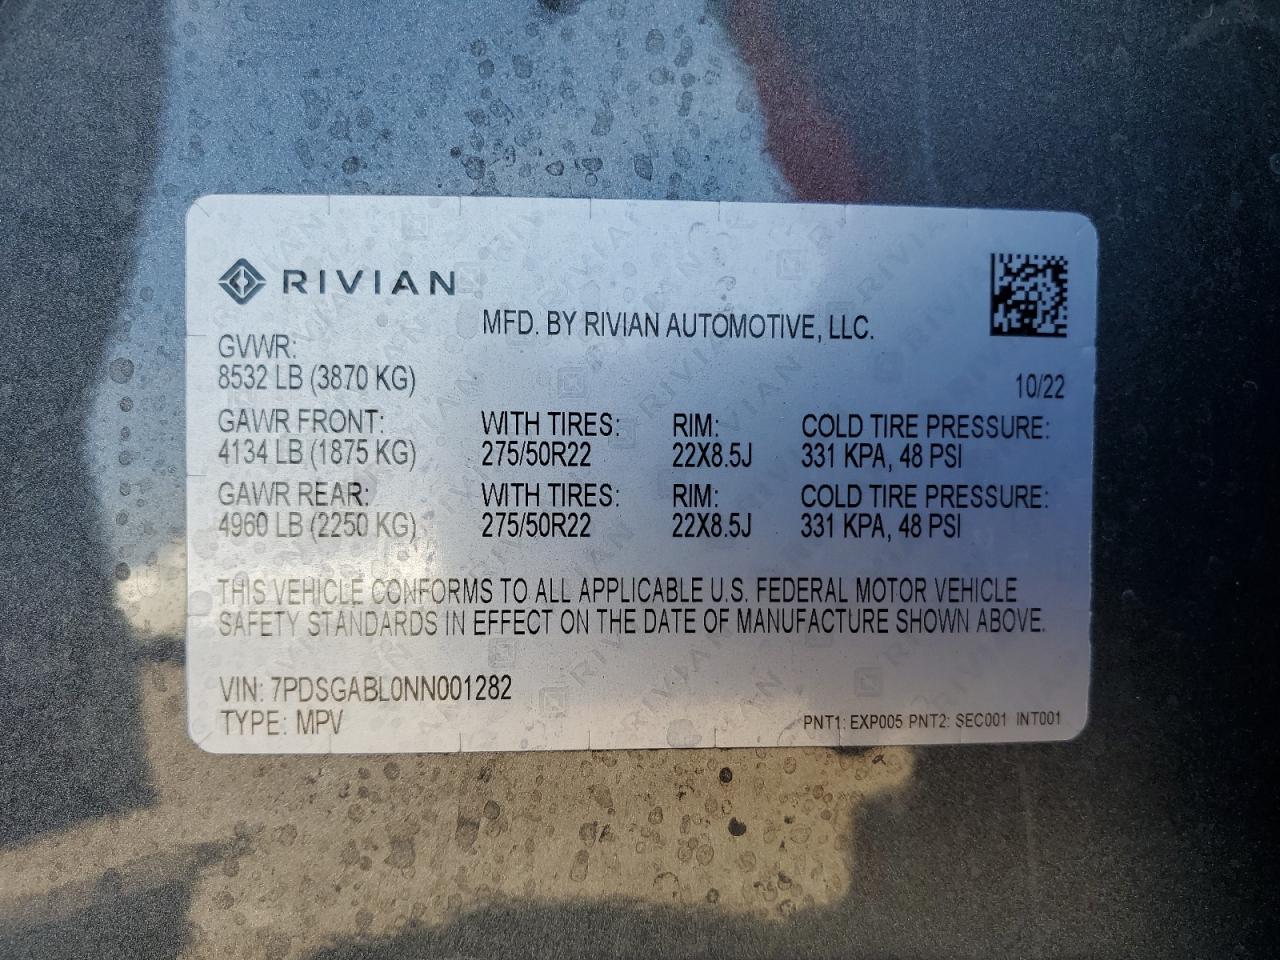 RIVIAN
MFD. BY RIVIAN AUTOMOTIVE, LLC.
GVWR:
8532 LB (3870 KG)
10/22
GAWR FRONT: WITH TIRES: RIM: COLD TIRE PRESSURE:
4134 LB (1875 KG) 275/50R22 22X8.5J 331 KPA, 48 PSI
GAWR REAR: WITH TIRES: RIM: COLD TIRE PRESSURE:
4960 LB (2250 KG) 275/50R22 22X8.5J 331 KPA, 48 PSI
THIS VEHICLE CONFORMS TO ALL APPLICABLE U.S. FEDERAL MOTOR VEHICLE
SAFETY STANDARDS IN EFFECT ON THE DATE OF MANUFACTURE SHOWN ABOVE.
VIN: 7PDSGABL0NN001282
TYPE: MPV
PNT1: EXP005 PNT2: SEC001 INT001